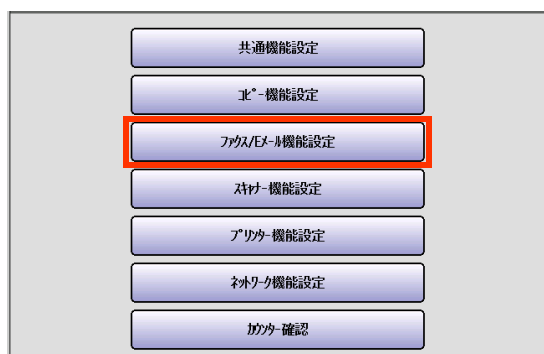 共通機能設定
ｺﾋﾟｰ機能設定
ﾌｧｸｽ/Eﾒｰﾙ機能設定
ｽｷｬﾅｰ機能設定
ﾌﾟﾘﾝﾀｰ機能設定
ﾈｯﾄﾜｰｸ機能設定
ｶｳﾝﾀｰ確認